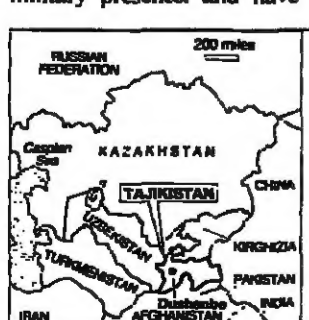 military presence and have
200 miles
RUSSIAN
FEDERATION
KAZAKHSTAN
Caspian
Sea
TAJIKISTAN
CHINA
UZBEKISTAN
KIRGHIZIA
TURKMENISTAN
PAKISTAN
Dushanbe
INDIA
IRAN
AFGHANISTAN